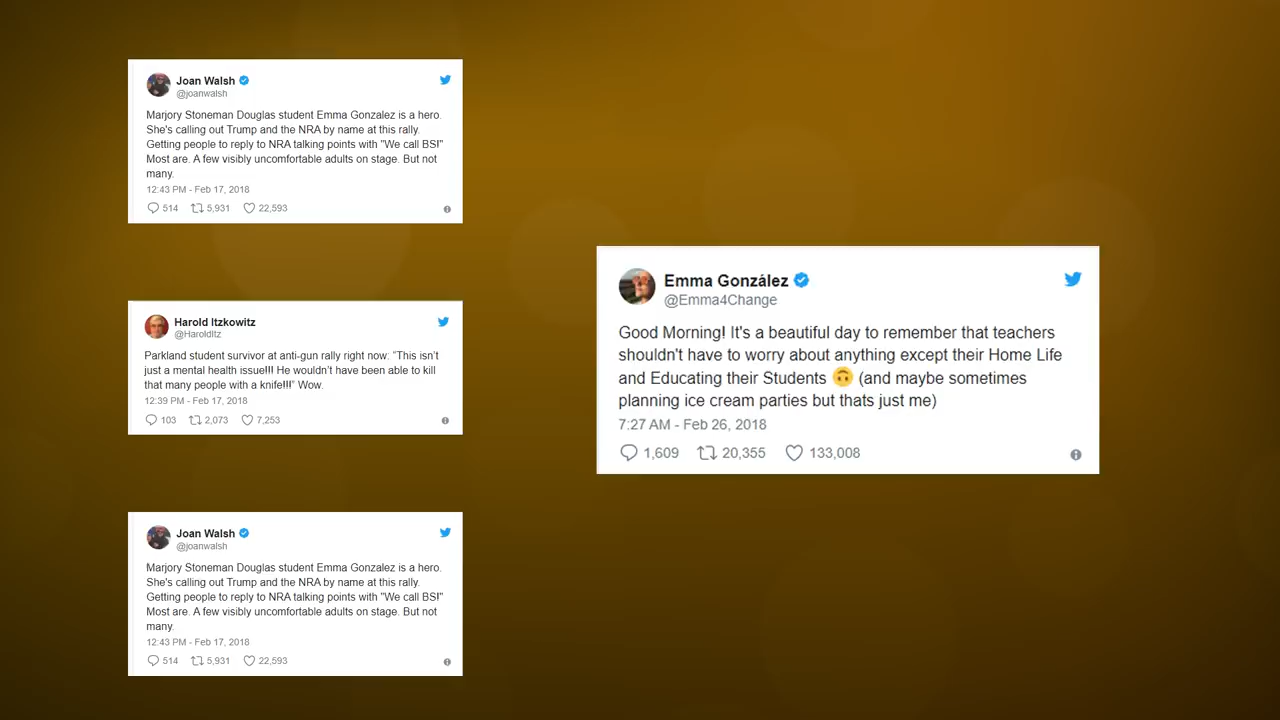 Joan Walsh
@joanwalsh
Marjory Stoneman Douglas student Emma Gonzalez is a hero.
She's calling out Trump and the NRA by name at this rally.
Getting people to reply to NRA talking points with "We call BS!"
Most are. A few visibly uncomfortable adults on stage. But not
many.
12:43 PM - Feb 17, 2018
514 5,931 22,593
Harold Itzkowitz
@HaroldItz
Parkland student survivor at anti-gun rally right now: “This isn’t
just a mental health issue!!! He wouldn’t have been able to kill
that many people with a knife!!!” Wow.
12:39 PM - Feb 17, 2018
103 2,073 7,253
Joan Walsh
@joanwalsh
Marjory Stoneman Douglas student Emma Gonzalez is a hero.
She's calling out Trump and the NRA by name at this rally.
Getting people to reply to NRA talking points with "We call BS!"
Most are. A few visibly uncomfortable adults on stage. But not
many.
12:43 PM - Feb 17, 2018
514 5,931 22,593
Emma González
@Emma4Change
Good Morning! It's a beautiful day to remember that teachers
shouldn't have to worry about anything except their Home Life
and Educating their Students 🙃 (and maybe sometimes
planning ice cream parties but thats just me)
7:27 AM - Feb 26, 2018
1,609 20,355 133,008